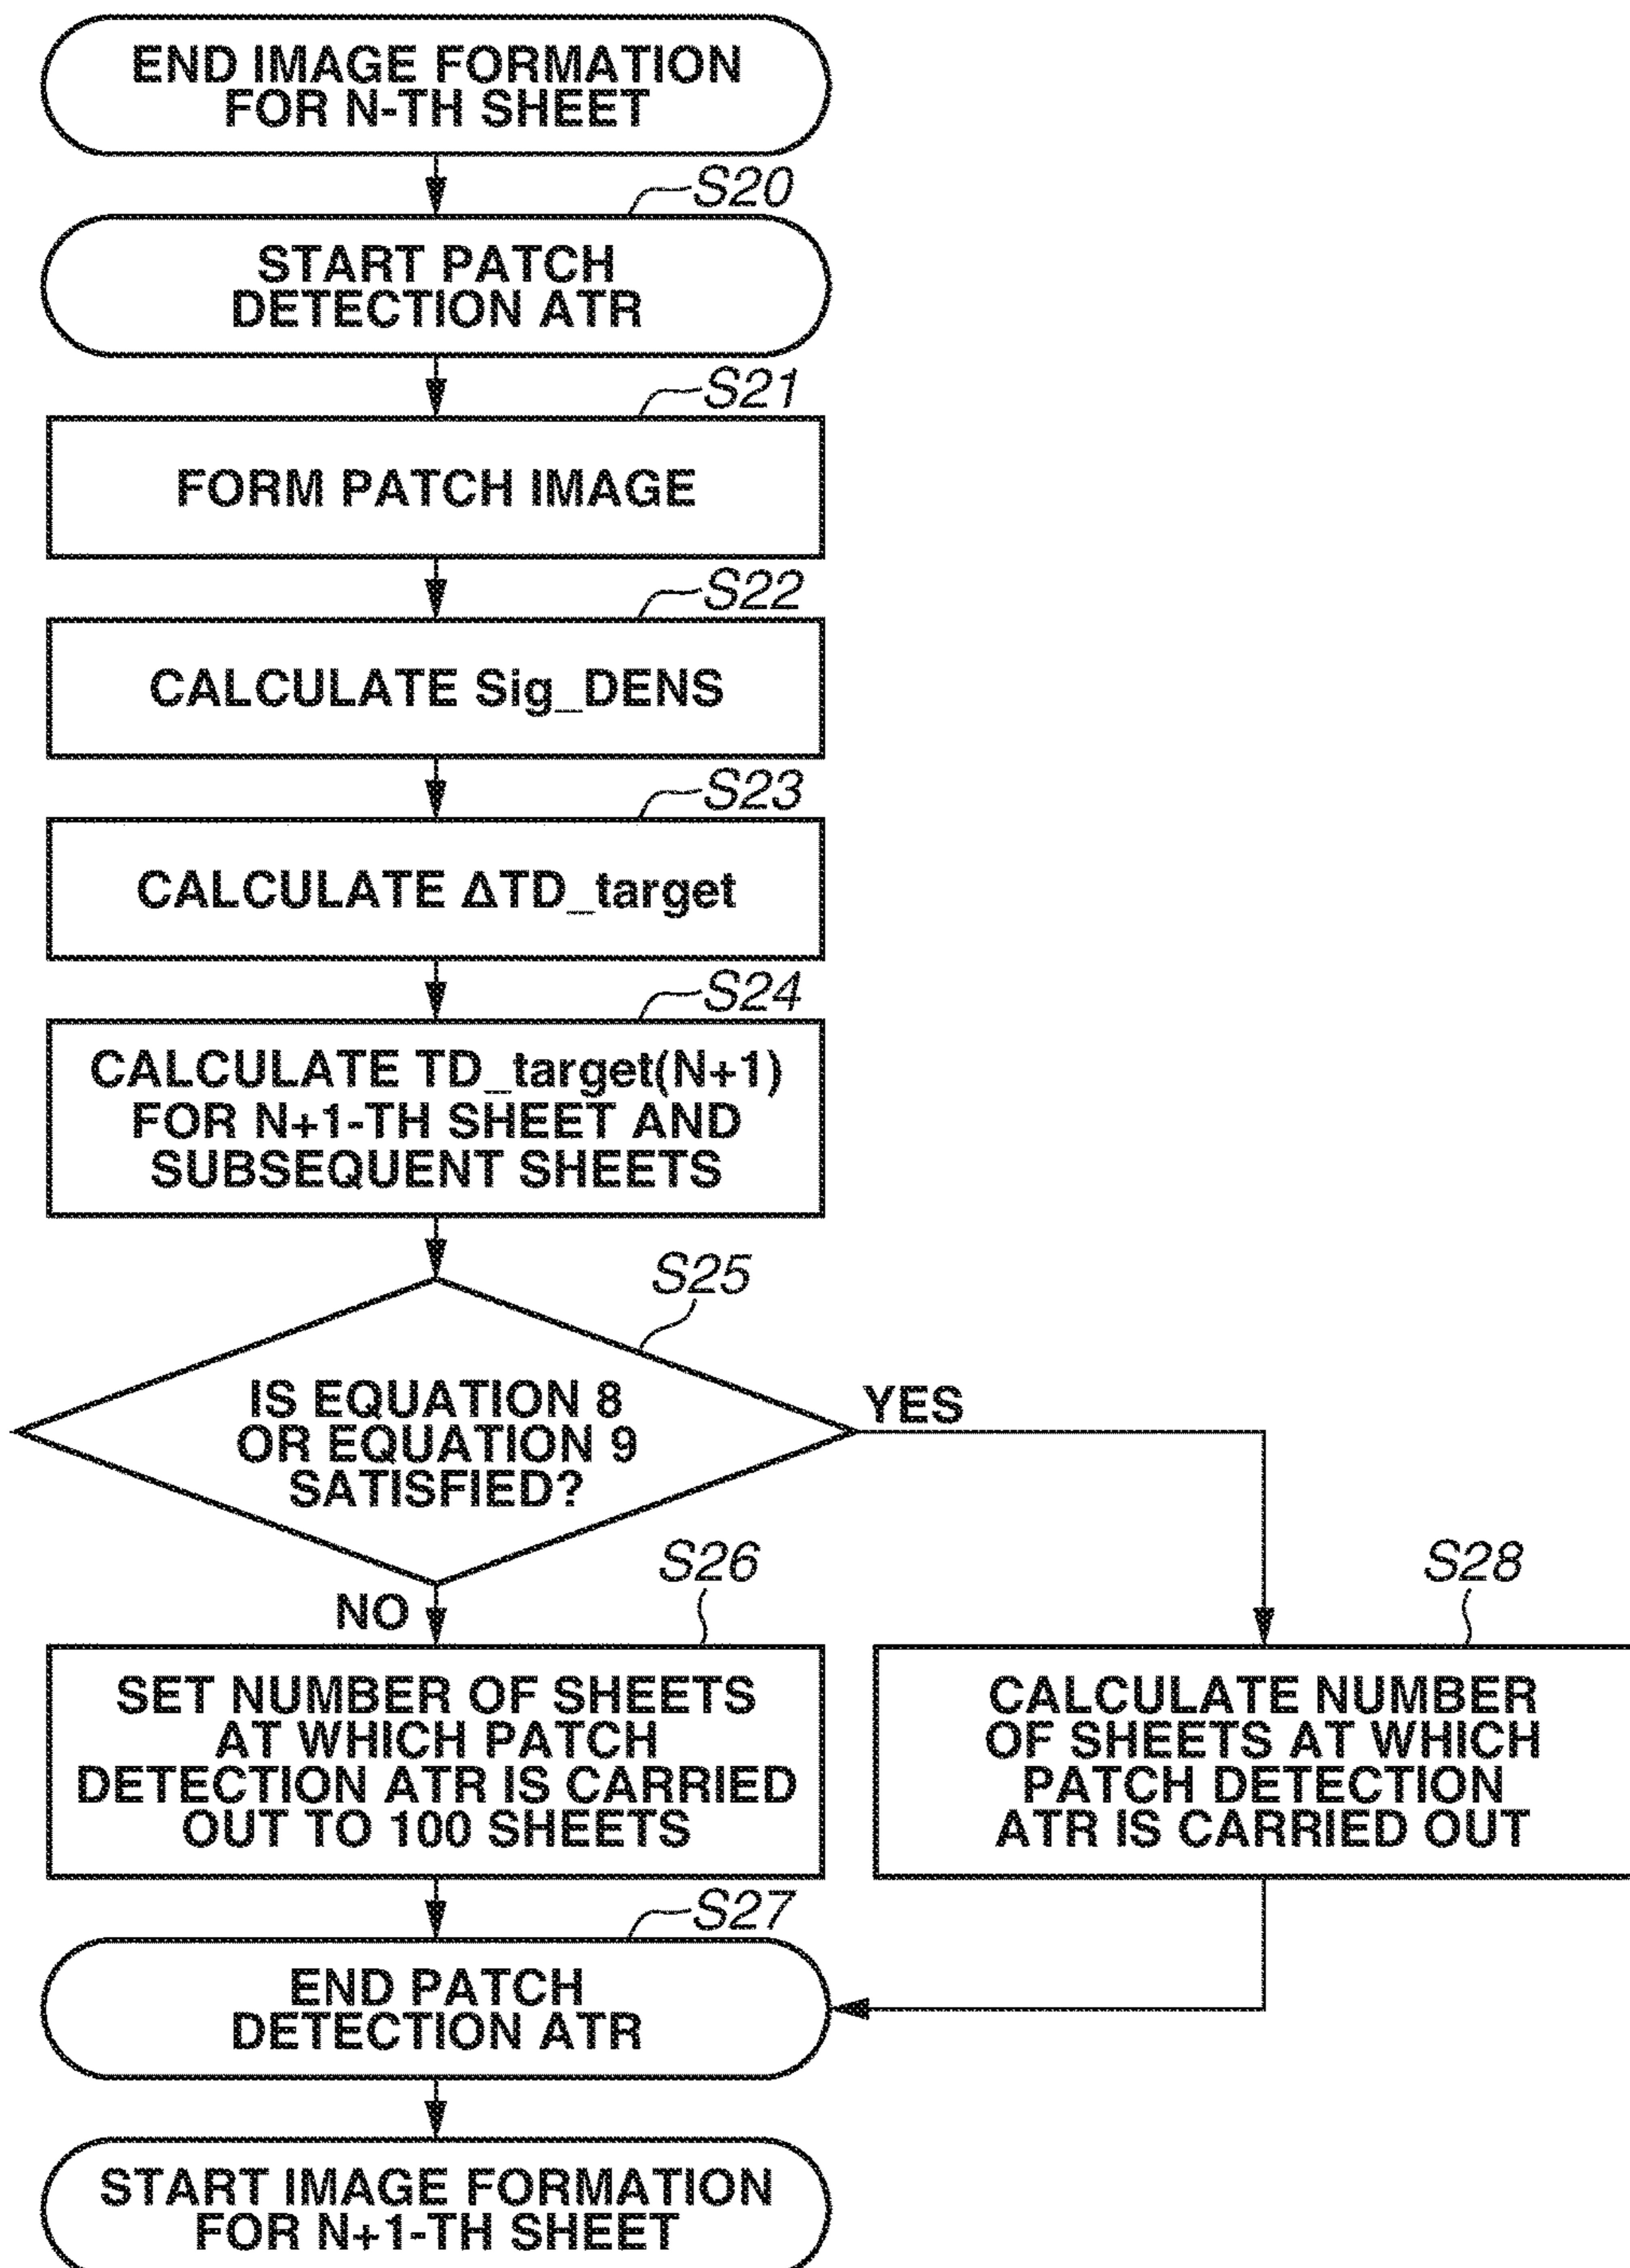 END IMAGE FORMATION
FOR N-TH SHEET
S20
START PATCH
DETECTION ATR
S21
FORM PATCH IMAGE
S22
CALCULATE Sig_DENS
S23
CALCULATE ΔTD_target
S24
CALCULATE TD_target(N+1)
FOR N+1-TH SHEET AND
SUBSEQUENT SHEETS
S25
IS EQUATION 8
OR EQUATION 9
SATISFIED?
YES
NO
S26
SET NUMBER OF SHEETS
AT WHICH PATCH
DETECTION ATR IS CARRIED
OUT TO 100 SHEETS
S28
CALCULATE NUMBER
OF SHEETS AT WHICH
PATCH DETECTION
ATR IS CARRIED OUT
S27
END PATCH
DETECTION ATR
START IMAGE FORMATION
FOR N+1-TH SHEET